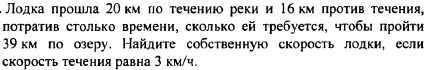 . Лодка прошла 20 км по течению реки и 16 км против течения,
потратив столько времени, сколько ей требуется, чтобы пройти
39 км по озеру. Найдите собственную скорость лодки, если
скорость течения равна 3 км/ч.